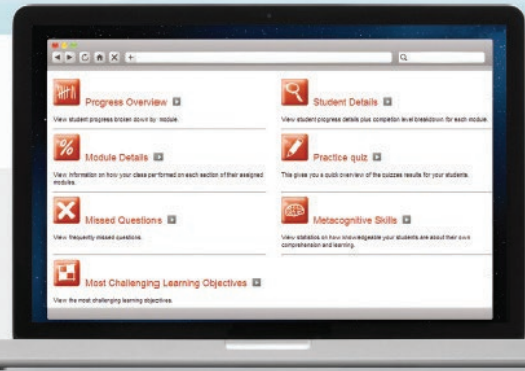 Progress Overview
View student progress broken down by module.
Student Details
View student progress details plus completion level breakdown for each module.
%
Module Details
View information on how your class performed on each section of their assigned
modules.
Practice quiz
This gives you a quick overview of the quizzes results for your students.
Missed Questions
View frequently missed questions.
Metacognitive Skills
View statistics on how knowledgeable your students are about their own
comprehension and learning.
Most Challenging Learning Objectives
View the most challenging learning objectives.